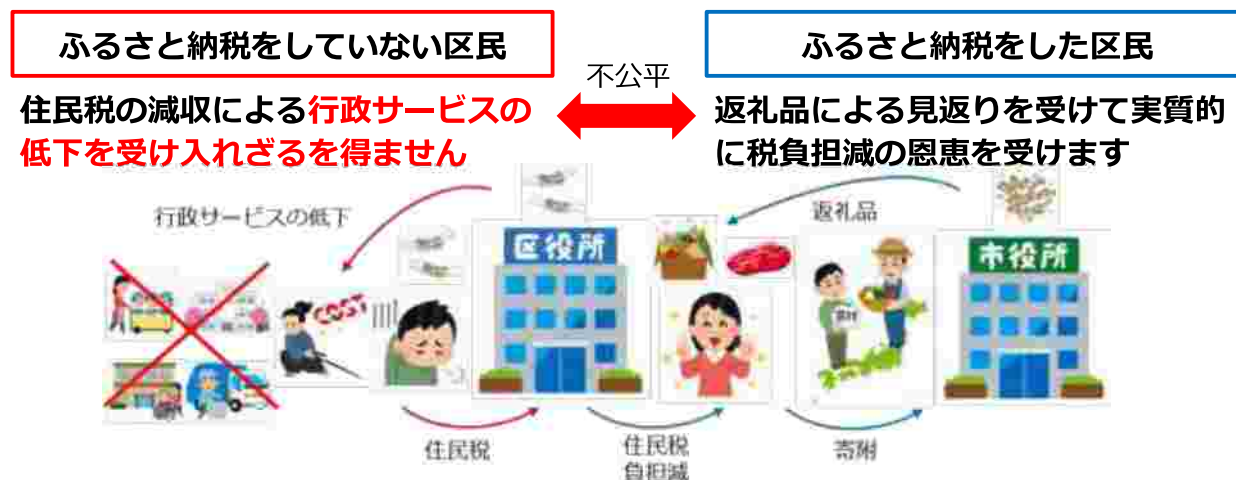 ふるさと納税をしていない区民
ふるさと納税をした区民
不公平
住民税の減収による行政サービスの
低下を受け入れざるを得ません
返礼品による見返りを受けて実質的
に税負担減の恩恵を受けます
行政サービスの低下
返礼品
区役所
市役所
COST
住民税
住民税
負担減
寄附